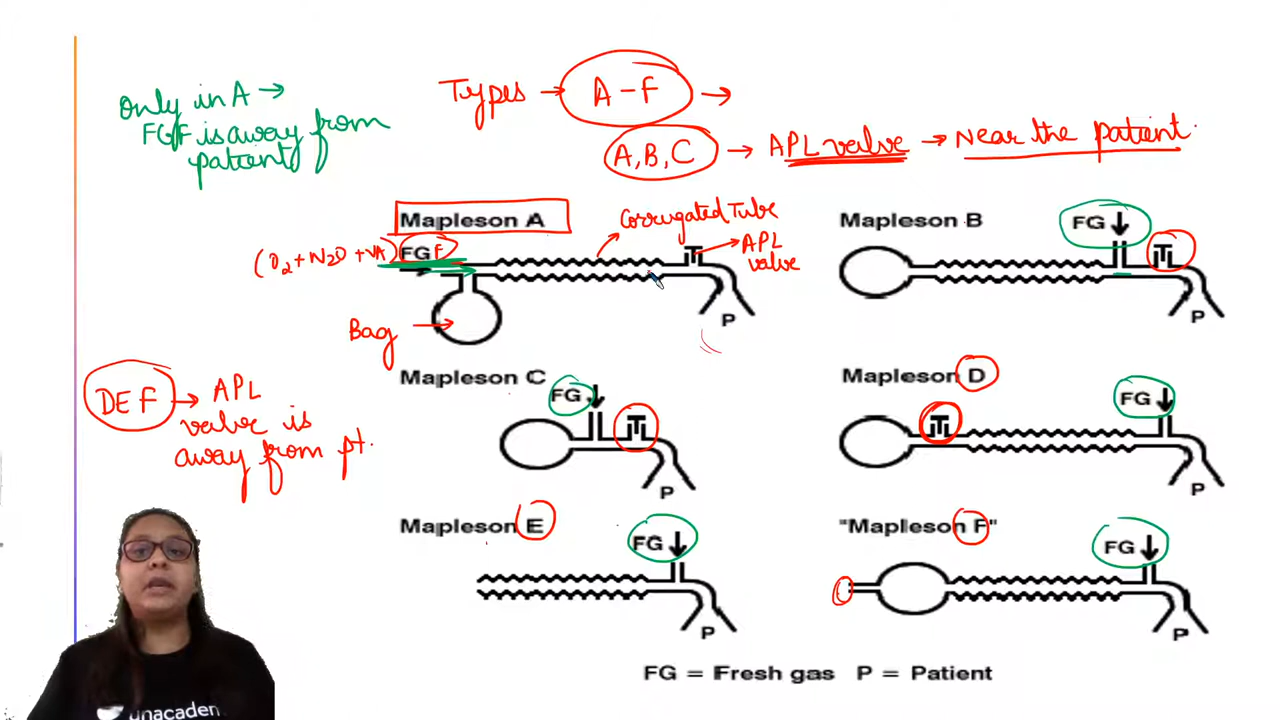 Only in A →
FGF is away from
patient
Types → A - F →
A, B, C → APL valve → Near the patient.
Mapleson A
(O2 + N2O + VA) FGF
Corrugated Tube
APL
valve
Bag
P
Mapleson B
FG
P
DEF → APL
valve is
away from pt.
Mapleson C
FG
P
Mapleson D
FG
P
Mapleson E
FG
P
"Mapleson F"
FG
P
FG = Fresh gas P = Patient
unacadem